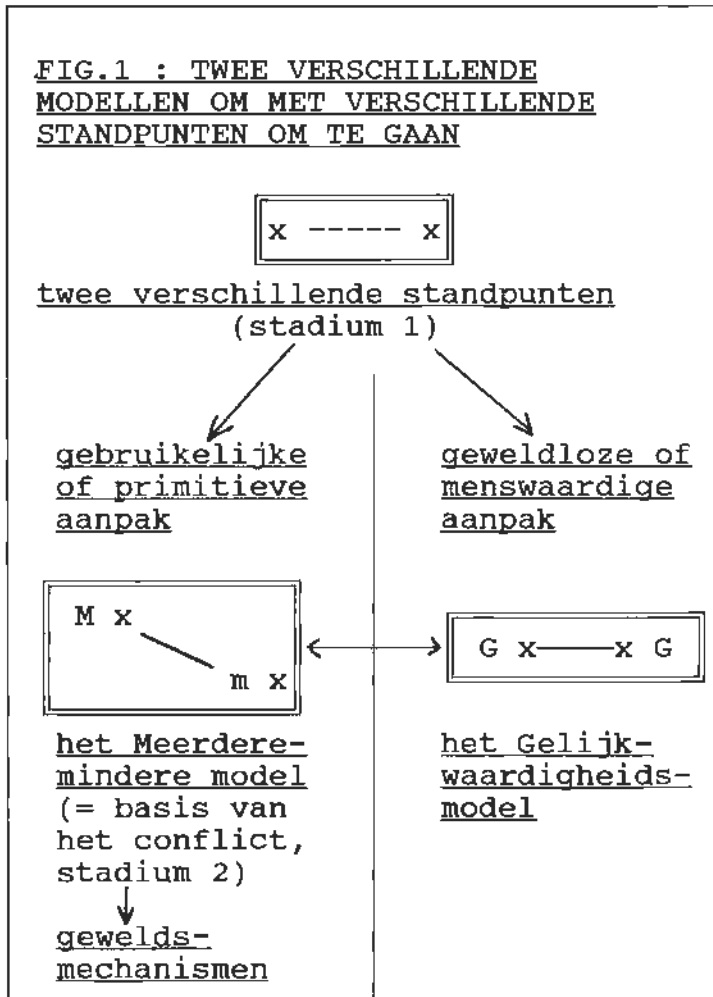 FIG.1 : TWEE VERSCHILLENDE
MODELLEN OM MET VERSCHILLENDE
STANDPUNTEN OM TE GAAN
x ----- x
twee verschillende standpunten
(stadium 1)
gebruikelijke
of primitieve
aanpak
geweldloze of
menswaardige
aanpak
M x
m x
G x——x G
het Meerdere-
mindere model
(= basis van
het conflict,
stadium 2)
het Gelijk-
waardigheids-
model
gewelds-
mechanismen